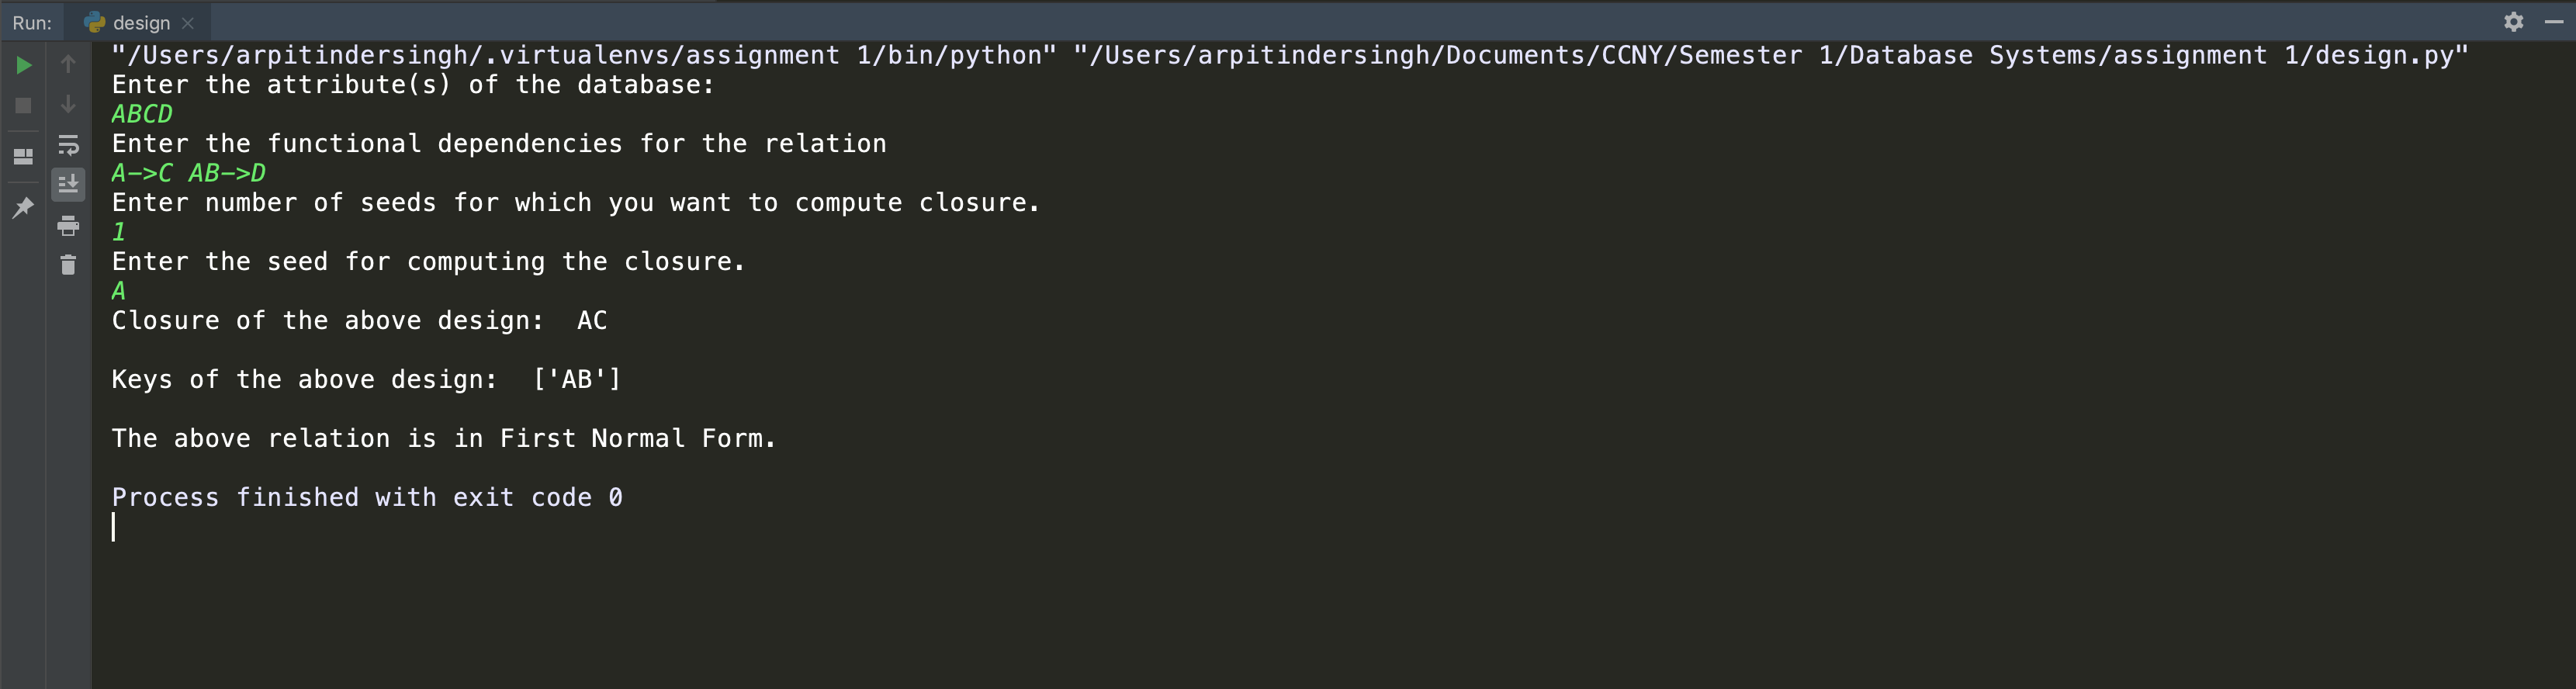 Run: design
"/Users/arpitindersingh/.virtualenvs/assignment 1/bin/python" "/Users/arpitindersingh/Documents/CCNY/Semester 1/Database Systems/assignment 1/design.py"
Enter the attribute(s) of the database:
ABCD
Enter the functional dependencies for the relation
A->C AB->D
Enter number of seeds for which you want to compute closure.
1
Enter the seed for computing the closure.
A
Closure of the above design:  AC
Keys of the above design:  ['AB']
The above relation is in First Normal Form.
Process finished with exit code 0